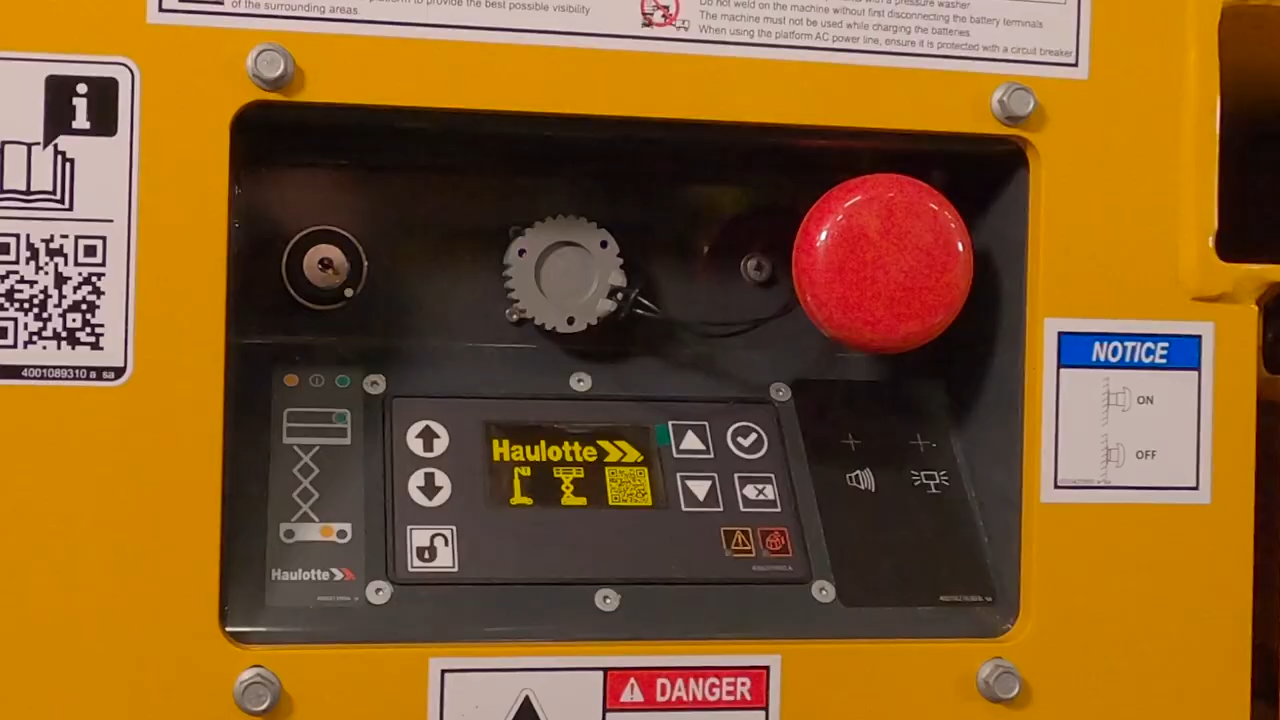 platform to provide the best possible visibility
of the surrounding areas.
with a pressure washer
Do not weld on the machine without first disconnecting the battery terminals
The machine must not be used while charging the batteries.
When using the platform AC power line, ensure it is protected with a circuit breaker
i
4001089310 a sa
NOTICE
ON
OFF
Haulotte
Haulotte
DANGER